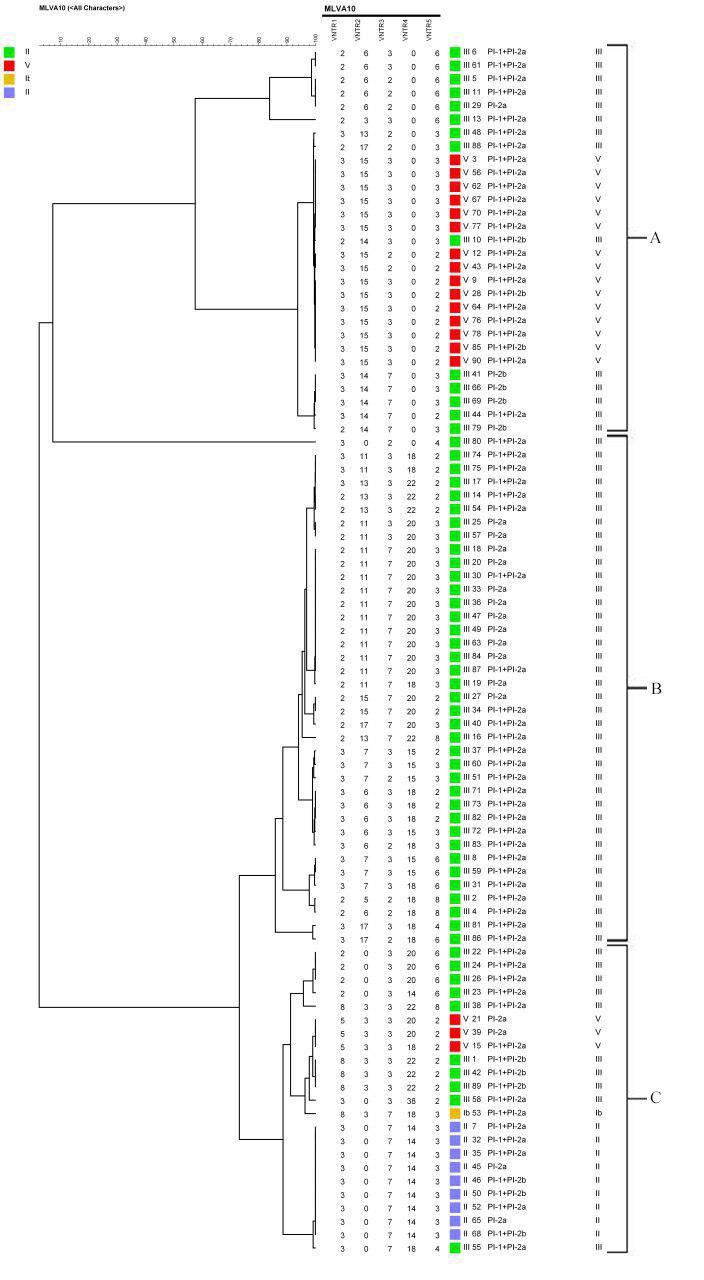 MLVA10 (<All Characters>)
MLVA10
VNTR1 VNTR2 VNTR3 VNTR4 VNTR5
10 20 30 40 50 60 70 80 90 100
II
V
Ib
II
2 6 3 0 6 III 6 PI-1+PI-2a III
2 6 3 0 6 III 61 PI-1+PI-2a III
2 6 2 0 6 III 5 PI-1+PI-2a III
2 6 2 0 6 III 11 PI-1+PI-2a III
2 6 2 0 6 III 29 PI-2a III
2 3 3 0 6 III 13 PI-1+PI-2a III
3 13 2 0 2 III 48 PI-1+PI-2a III
2 17 2 0 2 III 88 PI-1+PI-2a III
3 15 3 0 2 V 3 PI-1+PI-2a V
3 15 3 0 2 V 56 PI-1+PI-2a V
3 15 3 0 2 V 62 PI-1+PI-2a V
3 15 3 0 2 V 67 PI-1+PI-2a V
3 15 3 0 2 V 70 PI-1+PI-2a V
3 15 3 0 2 V 77 PI-1+PI-2a V
2 14 3 0 3 III 10 PI-1+PI-2b III
A
3 15 2 0 2 V 12 PI-1+PI-2a V
3 15 2 0 2 V 43 PI-1+PI-2a V
3 15 3 0 2 V 9 PI-1+PI-2a V
3 15 3 0 2 V 28 PI-1+PI-2b V
3 15 3 0 2 V 64 PI-1+PI-2a V
3 15 3 0 2 V 76 PI-1+PI-2a V
3 15 3 0 2 V 78 PI-1+PI-2a V
3 15 3 0 2 V 85 PI-1+PI-2b V
3 15 3 0 2 V 90 PI-1+PI-2a V
3 14 7 0 3 III 41 PI-2b III
3 14 7 0 3 III 66 PI-2b III
3 14 7 0 3 III 69 PI-2b III
3 14 7 0 2 III 44 PI-1+PI-2a III
2 14 7 0 3 III 79 PI-2b III
3 0 2 0 4 III 80 PI-1+PI-2a III
3 11 3 18 2 III 74 PI-1+PI-2a III
3 11 3 18 2 III 75 PI-1+PI-2a III
3 13 3 22 2 III 17 PI-1+PI-2a III
2 13 3 22 2 III 14 PI-1+PI-2a III
2 13 3 22 2 III 54 PI-1+PI-2a III
2 11 3 20 3 III 25 PI-2a III
2 11 3 20 3 III 57 PI-2a III
2 11 7 20 3 III 18 PI-2a III
2 11 7 20 3 III 20 PI-2a III
2 11 7 20 3 III 30 PI-1+PI-2a III
2 11 7 20 3 III 33 PI-2a III
2 11 7 20 3 III 36 PI-2a III
2 11 7 20 3 III 47 PI-2a III
2 11 7 20 3 III 49 PI-2a III
2 11 7 20 3 III 63 PI-2a III
2 11 7 20 3 III 84 PI-2a III
2 11 7 20 3 III 87 PI-1+PI-2a III
2 11 7 18 3 III 19 PI-2a III
B
2 15 7 20 2 III 27 PI-2a III
2 15 7 20 2 III 34 PI-1+PI-2a III
2 17 7 20 3 III 40 PI-1+PI-2a III
2 13 7 22 8 III 16 PI-1+PI-2a III
3 7 3 15 2 III 37 PI-1+PI-2a III
3 7 3 15 3 III 60 PI-1+PI-2a III
3 7 2 15 3 III 51 PI-1+PI-2a III
3 6 3 18 2 III 71 PI-1+PI-2a III
3 6 3 18 2 III 73 PI-1+PI-2a III
3 6 3 18 2 III 82 PI-1+PI-2a III
3 6 3 15 3 III 72 PI-1+PI-2a III
3 6 2 18 3 III 83 PI-1+PI-2a III
3 7 3 15 6 III 8 PI-1+PI-2a III
3 7 3 15 6 III 59 PI-1+PI-2a III
3 7 3 18 6 III 31 PI-1+PI-2a III
2 5 2 18 8 III 2 PI-1+PI-2a III
2 6 2 18 8 III 4 PI-1+PI-2a III
3 17 3 18 4 III 81 PI-1+PI-2a III
3 17 2 18 6 III 86 PI-1+PI-2a III
2 0 3 20 6 III 22 PI-1+PI-2a III
2 0 3 20 6 III 24 PI-1+PI-2a III
2 0 3 20 6 III 26 PI-1+PI-2a III
2 0 3 14 6 III 23 PI-1+PI-2a III
8 3 3 22 8 III 38 PI-1+PI-2a III
5 3 3 20 2 V 21 PI-2a V
5 3 3 20 2 V 39 PI-2a V
5 3 3 18 2 V 15 PI-1+PI-2a V
8 3 3 22 2 III 1 PI-1+PI-2b III
8 3 3 22 2 III 42 PI-1+PI-2b III
8 3 3 22 2 III 89 PI-1+PI-2b III
C
3 0 3 38 2 III 58 PI-1+PI-2a III
8 3 7 18 3 Ib 53 PI-1+PI-2a Ib
3 0 7 14 3 II 7 PI-1+PI-2a II
3 0 7 14 3 II 32 PI-1+PI-2a II
3 0 7 14 3 II 35 PI-1+PI-2a II
3 0 7 14 3 II 45 PI-2a II
3 0 7 14 3 II 46 PI-1+PI-2b II
3 0 7 14 3 II 50 PI-1+PI-2b II
3 0 7 14 3 II 52 PI-1+PI-2a II
3 0 7 14 3 II 65 PI-2a II
3 0 7 14 3 II 68 PI-1+PI-2b II
3 0 7 18 4 III 55 PI-1+PI-2a III